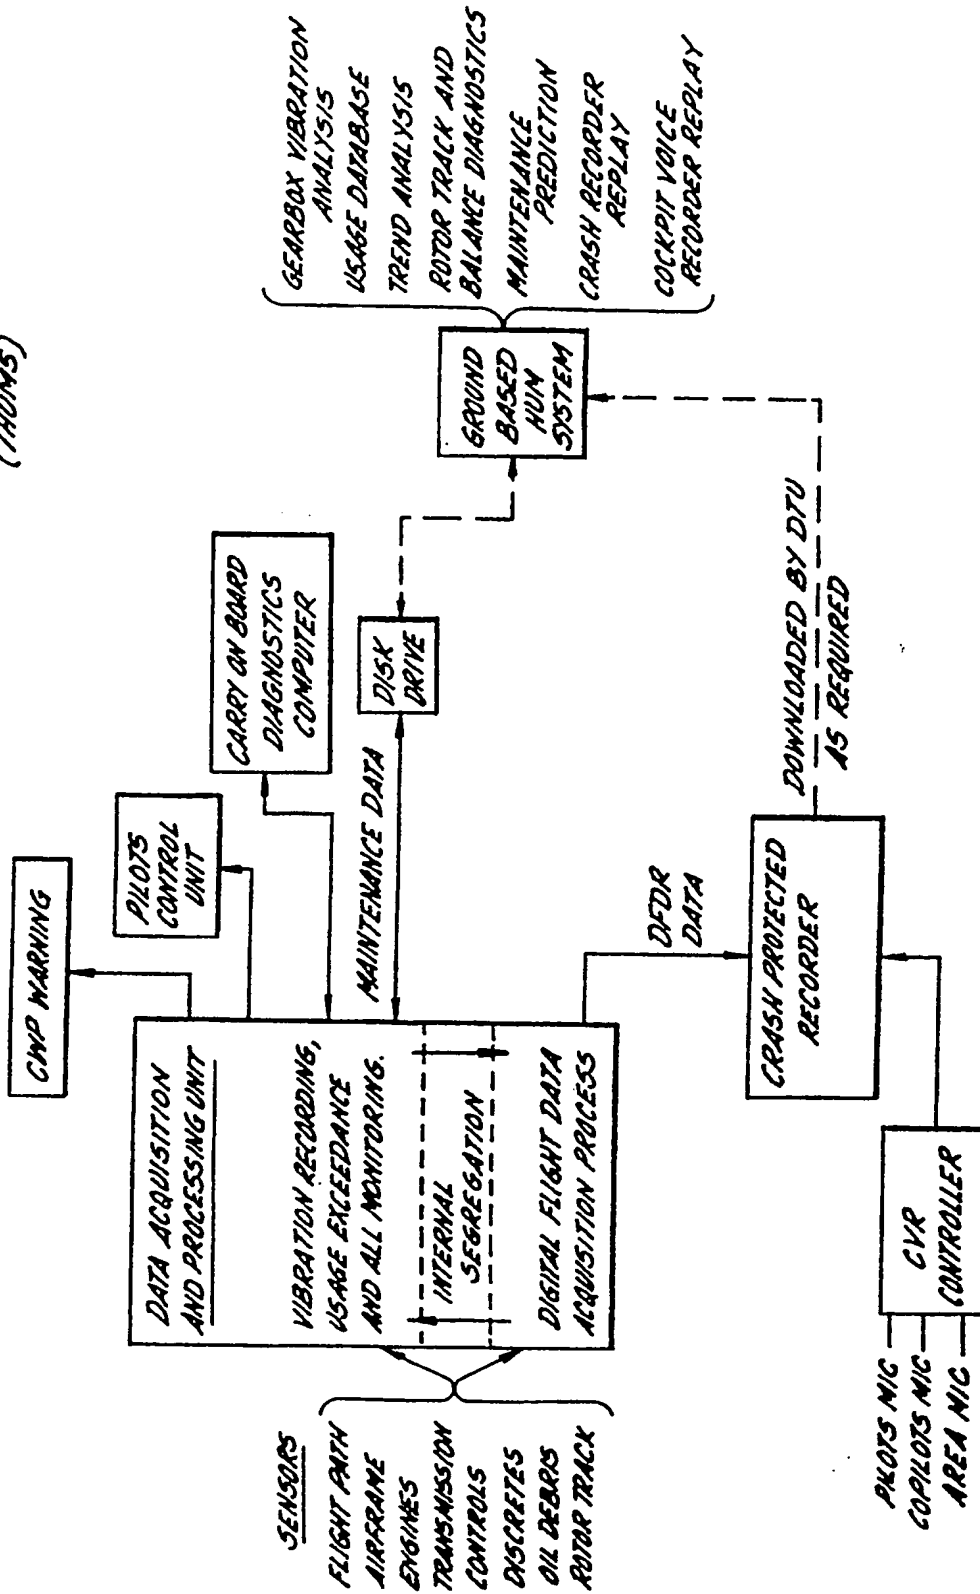 (THUMS)
CWP WARNING
PILOTS
CONTROL
UNIT
CARRY ON BOARD
DIAGNOSTICS
COMPUTER
DATA ACQUISITION
AND PROCESSING UNIT
VIBRATION RECORDING,
USAGE EXCEEDANCE
AND ALL MONITORING.
INTERNAL
SEGREGATION
DIGITAL FLIGHT DATA
ACQUISITION PROCESS
SENSORS
FLIGHT PATH
AIRFRAME
ENGINES
TRANSMISSION
CONTROLS
DISCRETES
OIL DEBRIS
ROTOR TRACK
MAINTENANCE DATA
DISK
DRIVE
GROUND
BASED
HUM
SYSTEM
GEARBOX VIBRATION
ANALYSIS
USAGE DATABASE
TREND ANALYSIS
ROTOR TRACK AND
BALANCE DIAGNOSTICS
MAINTENANCE
PREDICTION
CRASH RECORDER
REPLAY
COCKPIT VOICE
RECORDER REPLAY
DFDR
DATA
CRASH PROTECTED
RECORDER
DOWNLOADED BY DTU
AS REQUIRED
PILOTS MIC
COPILOTS MIC
AREA MIC
CVR
CONTROLLER